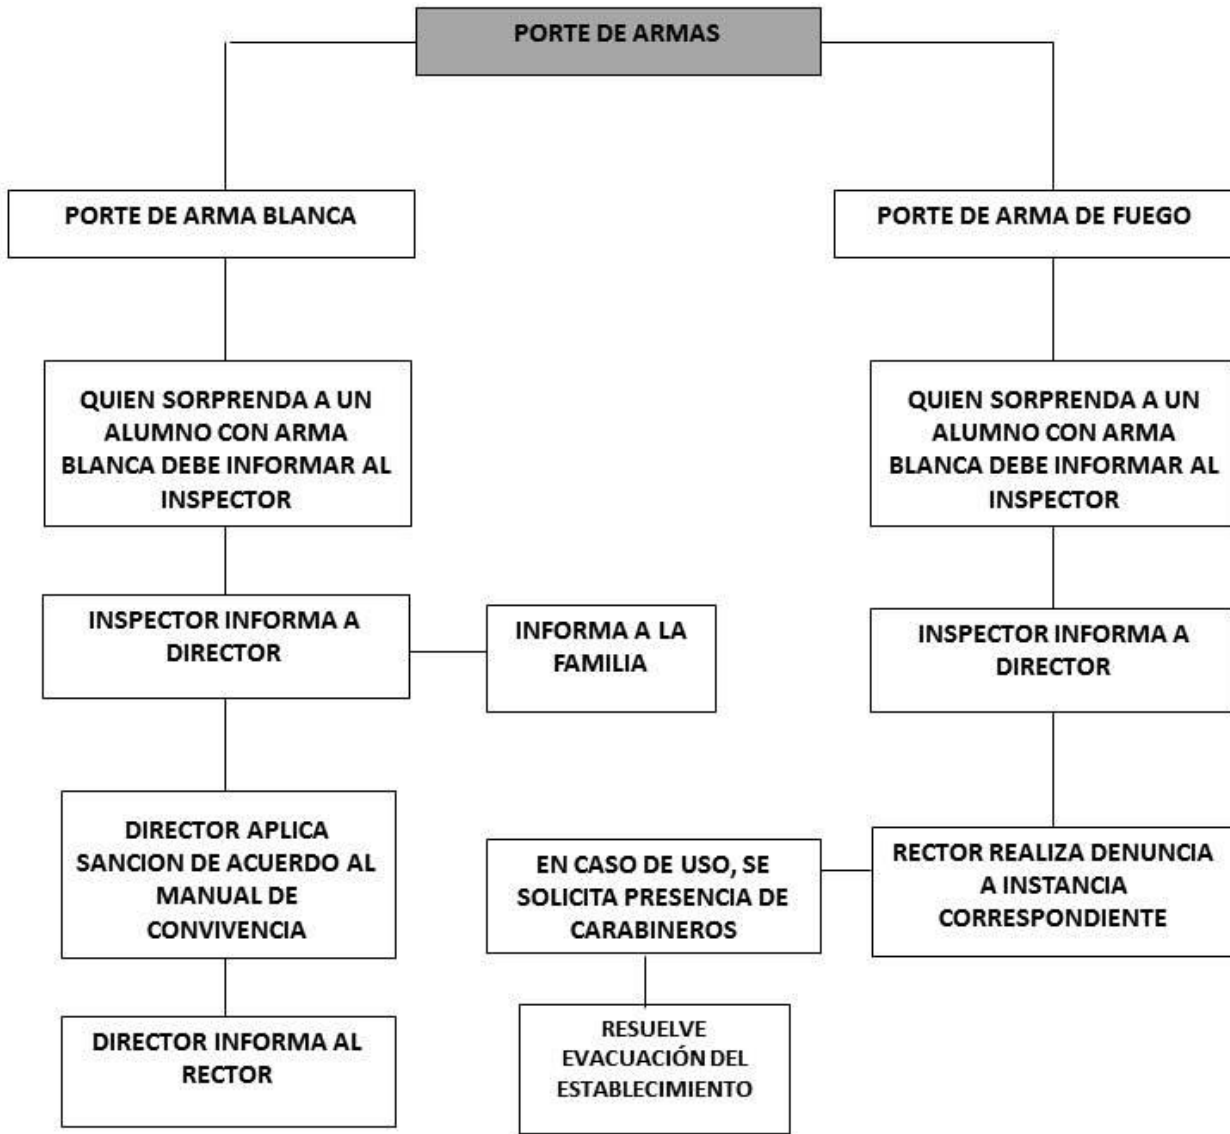 PORTE DE ARMAS
PORTE DE ARMA BLANCA
QUIEN SORPRENDA A UN
ALUMNO CON ARMA
BLANCA DEBE INFORMAR AL
INSPECTOR
INSPECTOR INFORMA A
DIRECTOR
INFORMA A LA
FAMILIA
DIRECTOR APLICA
SANCION DE ACUERDO AL
MANUAL DE
CONVIVENCIA
DIRECTOR INFORMA AL
RECTOR
PORTE DE ARMA DE FUEGO
QUIEN SORPRENDA A UN
ALUMNO CON ARMA
BLANCA DEBE INFORMAR AL
INSPECTOR
INSPECTOR INFORMA A
DIRECTOR
RECTOR REALIZA DENUNCIA
A INSTANCIA
CORRESPONDIENTE
EN CASO DE USO, SE
SOLICITA PRESENCIA DE
CARABINEROS
RESUELVE
EVACUACIÓN DEL
ESTABLECIMIENTO